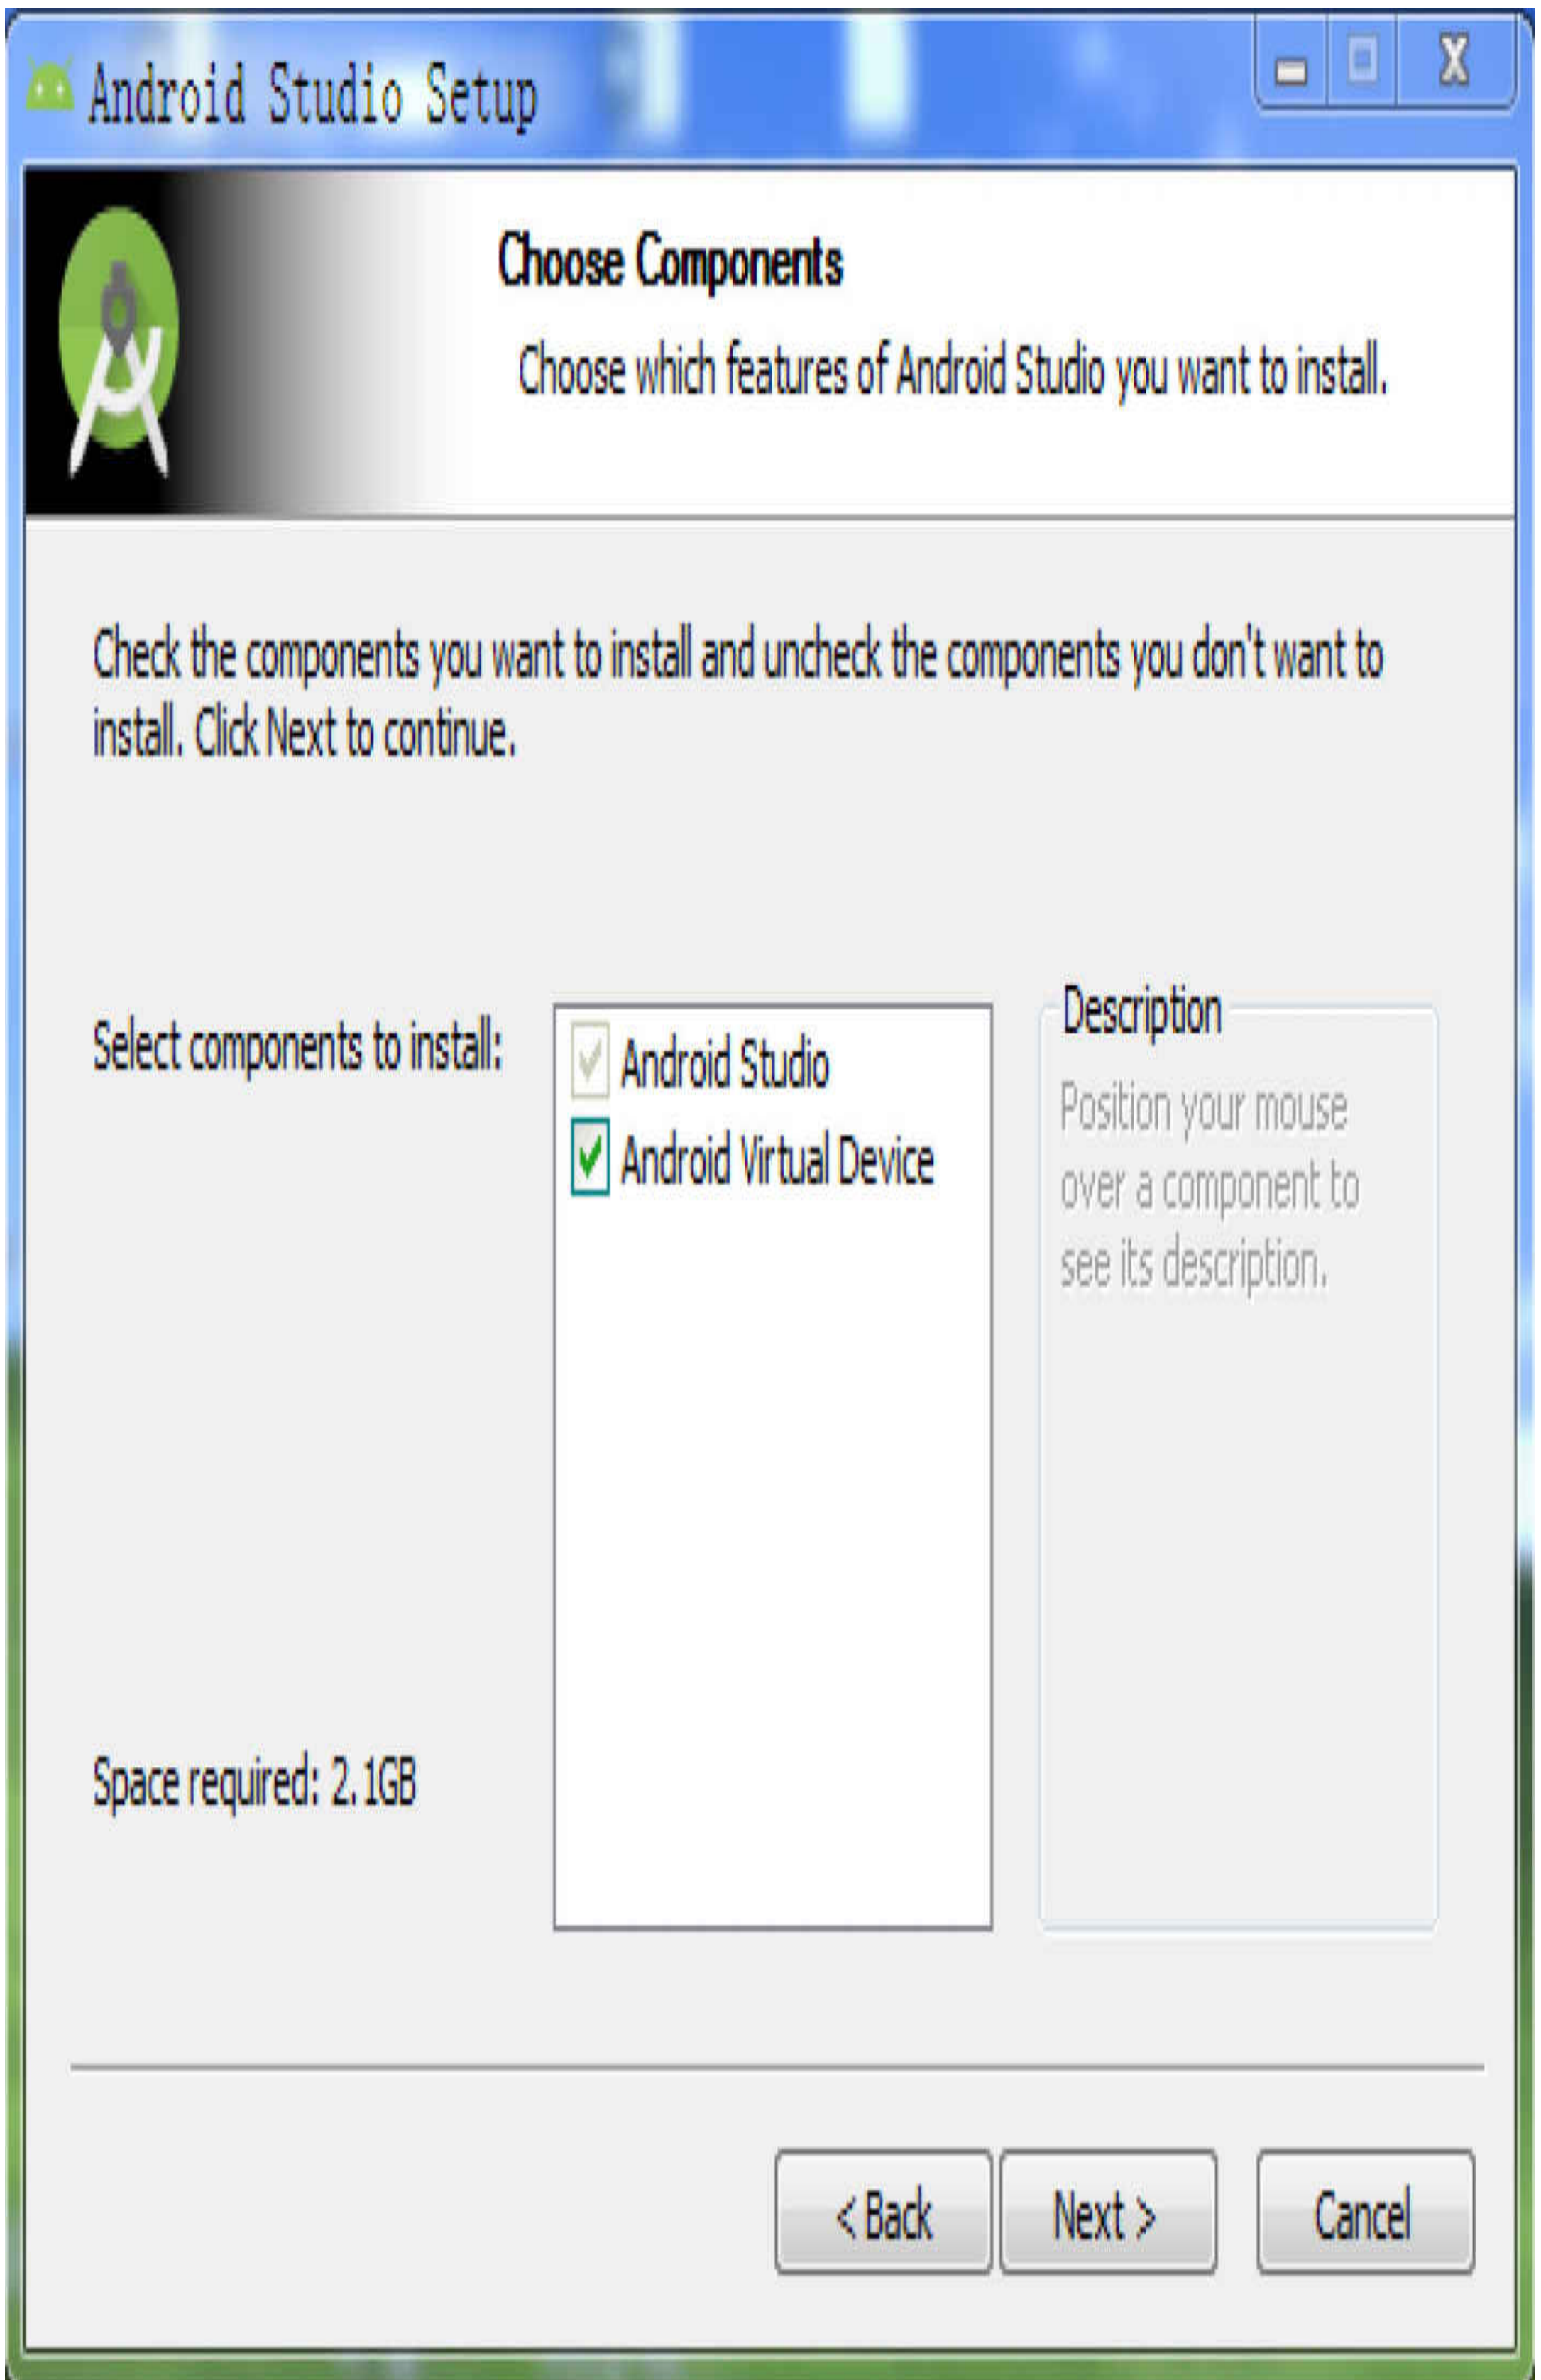 Android Studio Setup
Choose Components
Choose which features of Android Studio you want to install.
Check the components you want to install and uncheck the components you don't want to
install. Click Next to continue.
Select components to install:
Android Studio
Android Virtual Device
Description
Position your mouse
over a component to
see its description.
Space required: 2.1GB
< Back
Next >
Cancel